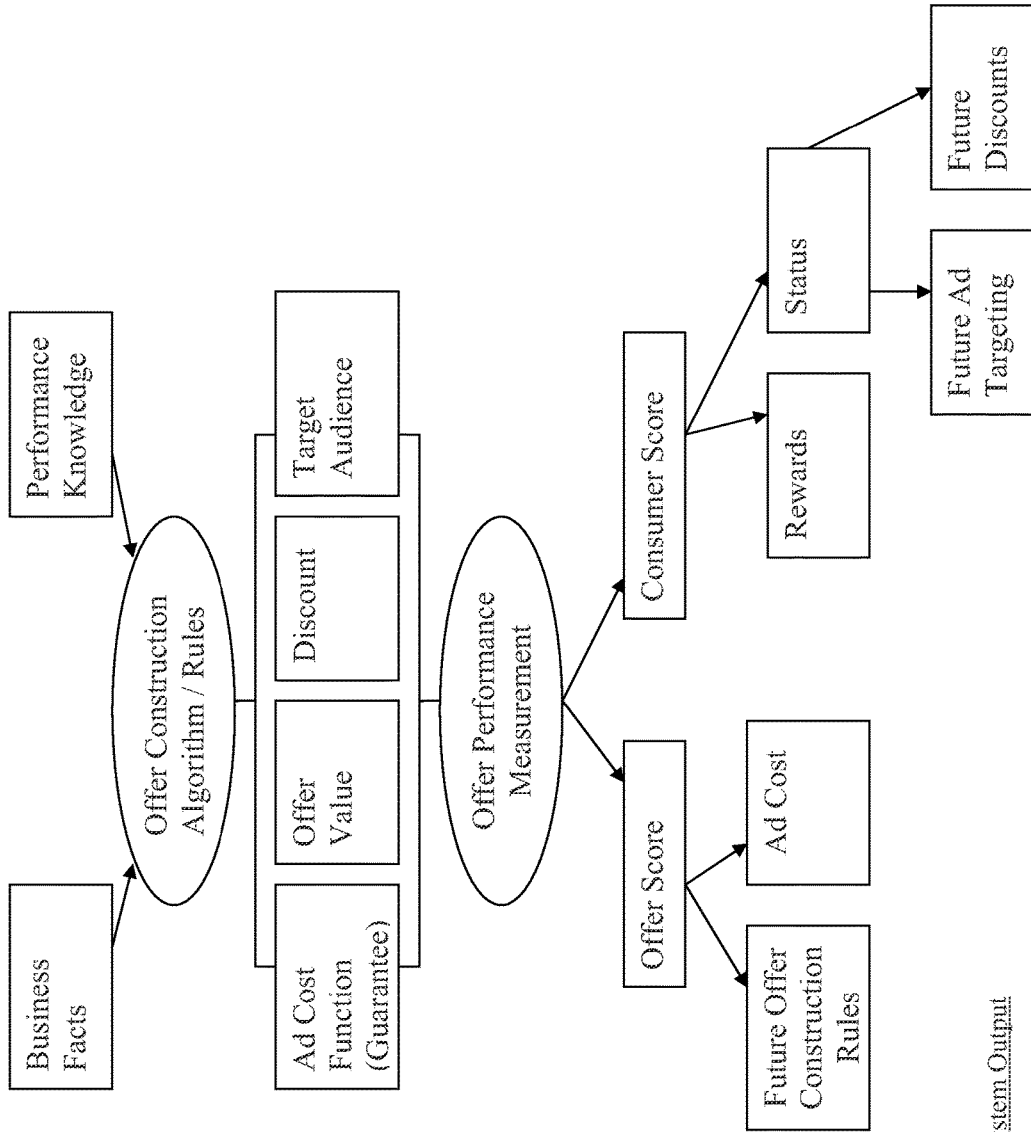 Business
Facts
Performance
Knowledge
Offer Construction
Algorithm / Rules
Ad Cost
Function
(Guarantee)
Offer
Value
Discount
Target
Audience
Offer Performance
Measurement
Offer Score
Consumer Score
Future Offer
Construction
Rules
Ad Cost
Rewards
Status
Future Ad
Targeting
Future
Discounts
stem Output